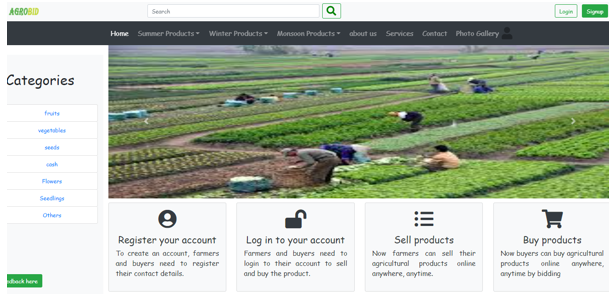 AGROBID
Search
Login
Signup
Home
Summer Products
Winter Products
Monsoon Products
about us
Services
Contact
Photo Gallery
Categories
fruits
vegetables
seeds
cash
Flowers
Seedlings
Others
here
Register your account
To create an account, farmers
and buyers need to register
their contact details.
Log in to your account
Farmers and buyers need to
login to their account to sell
and buy the product.
Sell products
Now farmers can sell their
agricultural products online
anywhere, anytime.
Buy products
Now buyers can buy agricultural
products online anywhere,
anytime by bidding